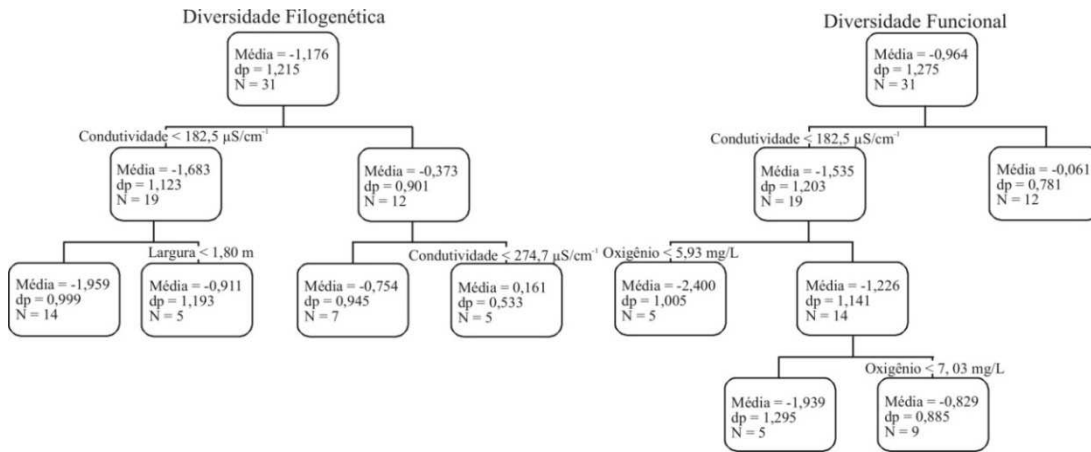 Diversidade Filogenética
Média = -1,176
dp = 1,215
N = 31
Condutividade < 182,5 µS/cm⁻¹
Média = -1,683
dp = 1,123
N = 19
Média = -0,373
dp = 0,901
N = 12
Largura < 1,80 m
Condutividade < 274,7 µS/cm⁻¹
Média = -1,959
dp = 0,999
N = 14
Média = -0,911
dp = 1,193
N = 5
Média = -0,754
dp = 0,945
N = 7
Média = 0,161
dp = 0,533
N = 5
Diversidade Funcional
Média = -0,964
dp = 1,275
N = 31
Condutividade < 182,5 µS/cm⁻¹
Média = -1,535
dp = 1,203
N = 19
Média = -0,061
dp = 0,781
N = 12
Oxigênio < 5,93 mg/L
Média = -2,400
dp = 1,005
N = 5
Média = -1,226
dp = 1,141
N = 14
Oxigênio < 7, 03 mg/L
Média = -1,939
dp = 1,295
N = 5
Média = -0,829
dp = 0,885
N = 9